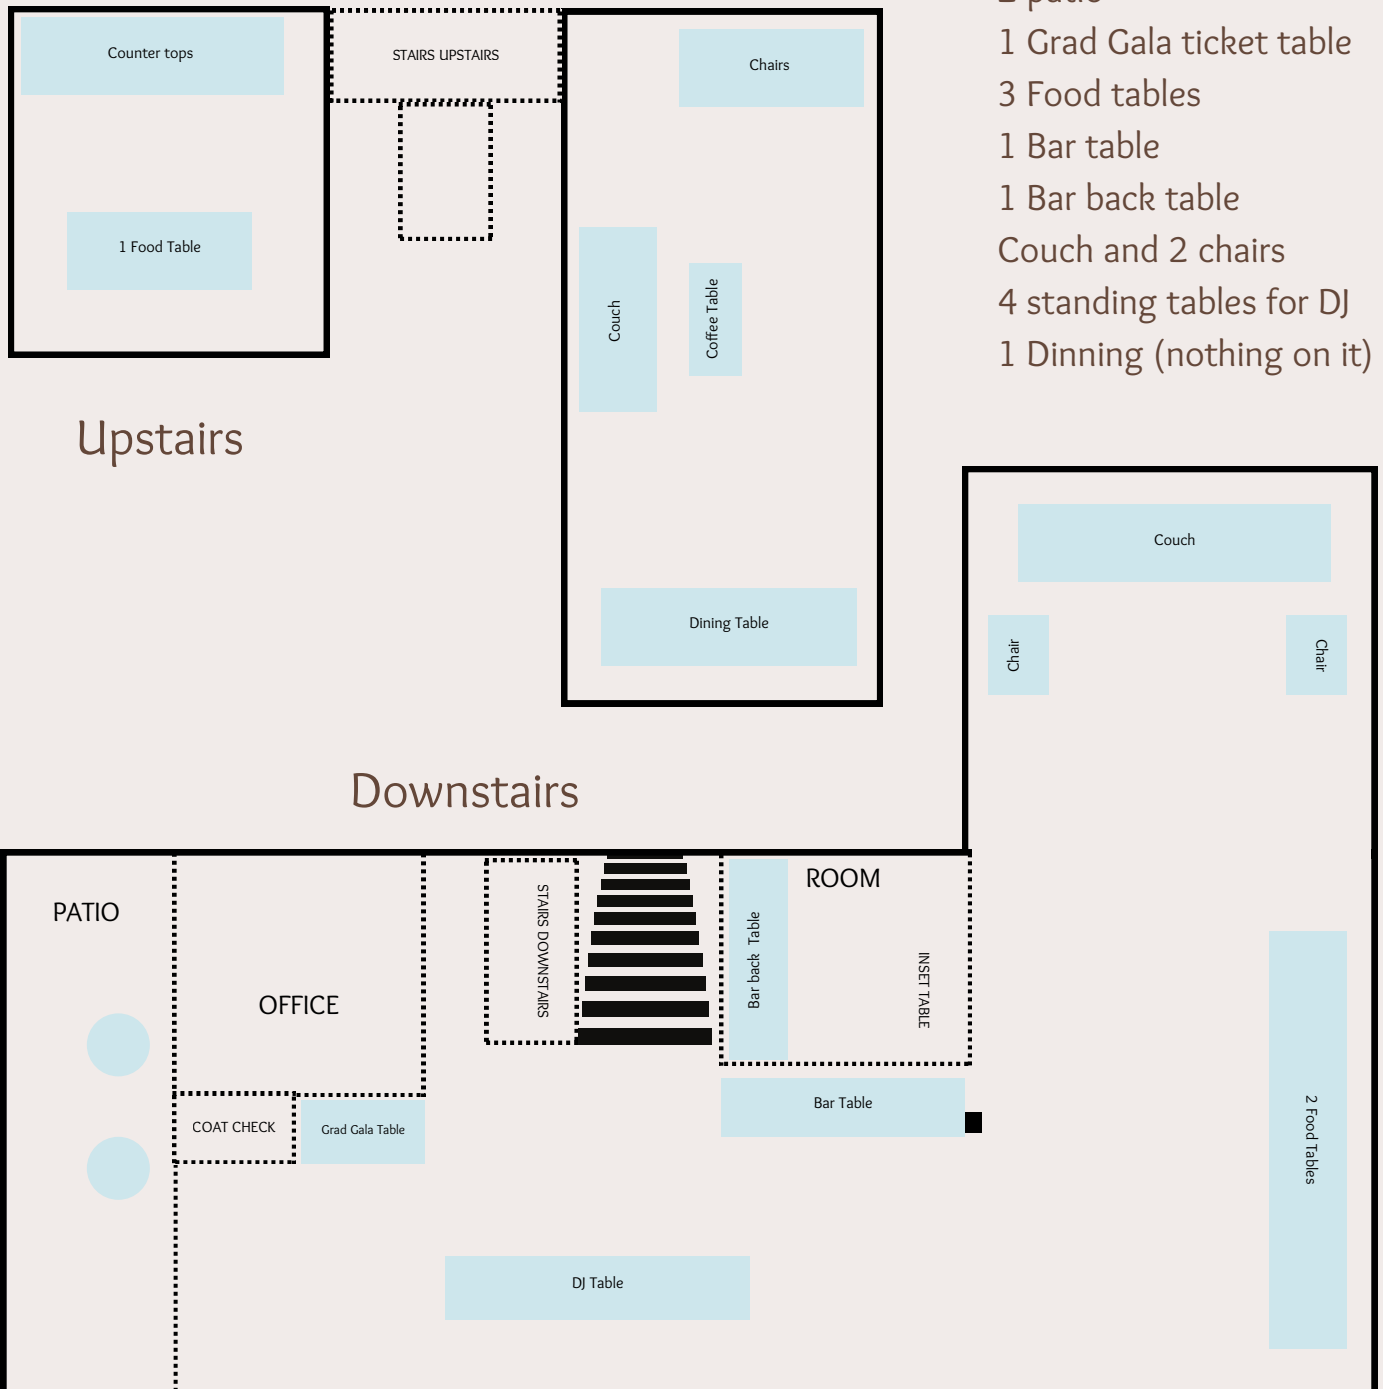 2 patio
1 Grad Gala ticket table
3 Food tables
1 Bar table
1 Bar back table
Couch and 2 chairs
4 standing tables for DJ
1 Dinning (nothing on it)
Counter tops
STAIRS UPSTAIRS
Chairs
1 Food Table
Couch
Coffee Table
Upstairs
Dining Table
Couch
Chair
Chair
Downstairs
PATIO
OFFICE
STAIRS DOWNSTAIRS
ROOM
Bar back Table
INSET TABLE
COAT CHECK
Grad Gala Table
Bar Table
2 Food Tables
DJ Table